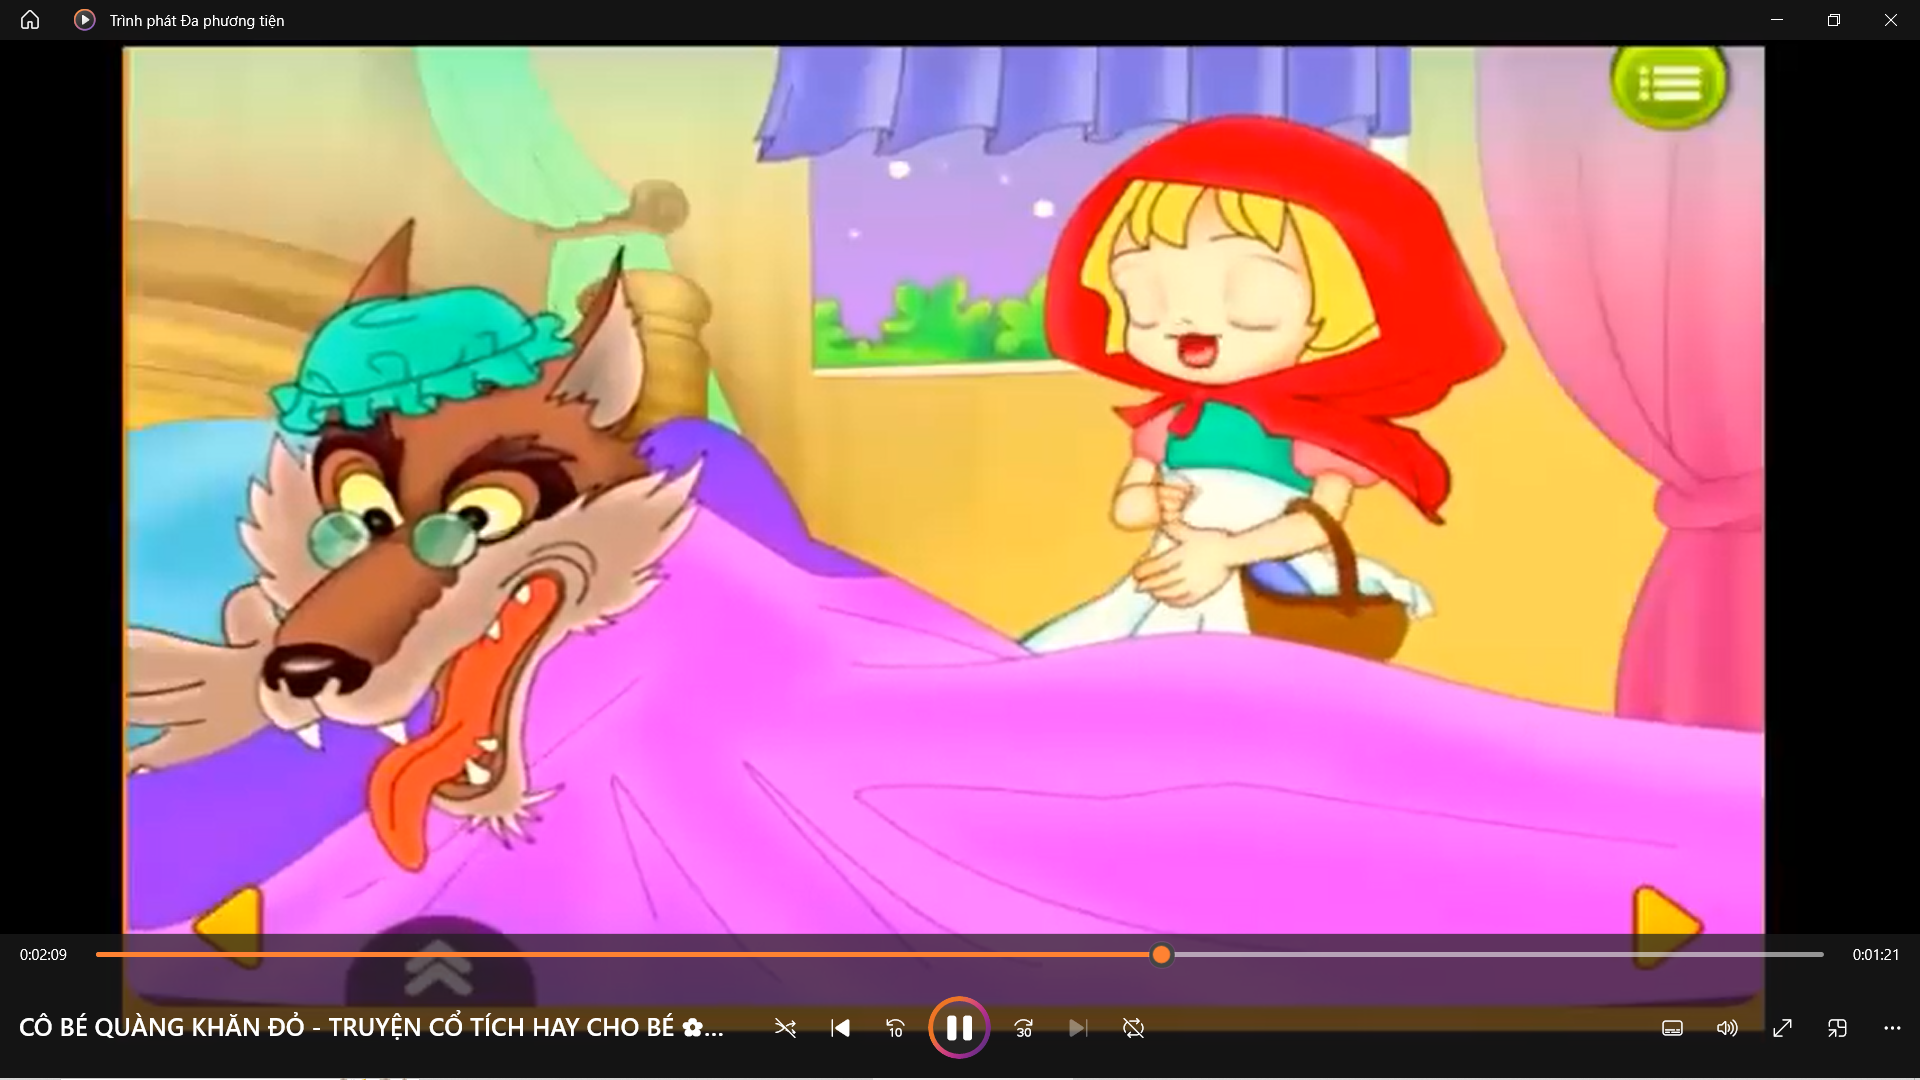 Trình phát Đa phương tiện
0:02:09
0:01:21
CÔ BÉ QUÀNG KHĂN ĐỎ - TRUYỆN CỔ TÍCH HAY CHO BÉ ✿...
10
30